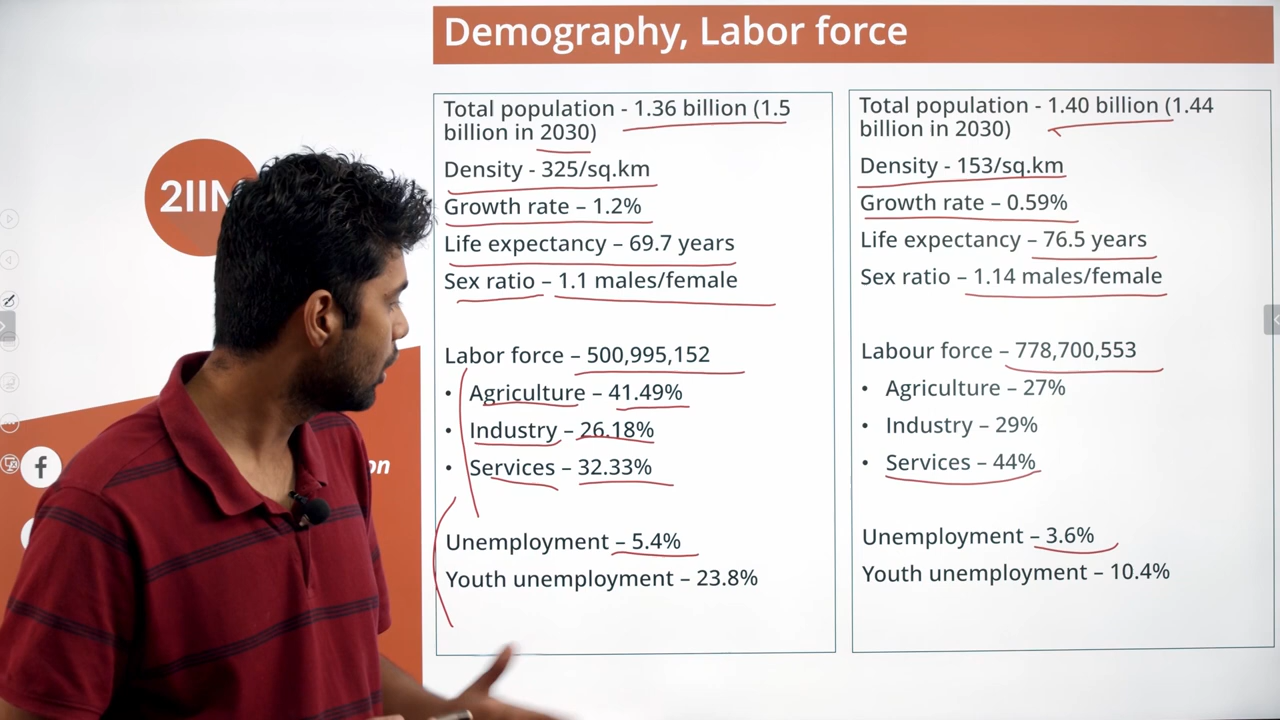 Demography, Labor force
Total population - 1.36 billion (1.5
billion in 2030)
Density - 325/sq.km
Growth rate – 1.2%
Life expectancy – 69.7 years
Sex ratio – 1.1 males/female
Labor force – 500,995,152
• Agriculture – 41.49%
• Industry – 26.18%
• Services – 32.33%
Unemployment – 5.4%
Youth unemployment – 23.8%
Total population - 1.40 billion (1.44
billion in 2030)
Density - 153/sq.km
Growth rate – 0.59%
Life expectancy – 76.5 years
Sex ratio – 1.14 males/female
Labour force – 778,700,553
• Agriculture – 27%
• Industry – 29%
• Services – 44%
Unemployment – 3.6%
Youth unemployment – 10.4%
2IIM
f
on